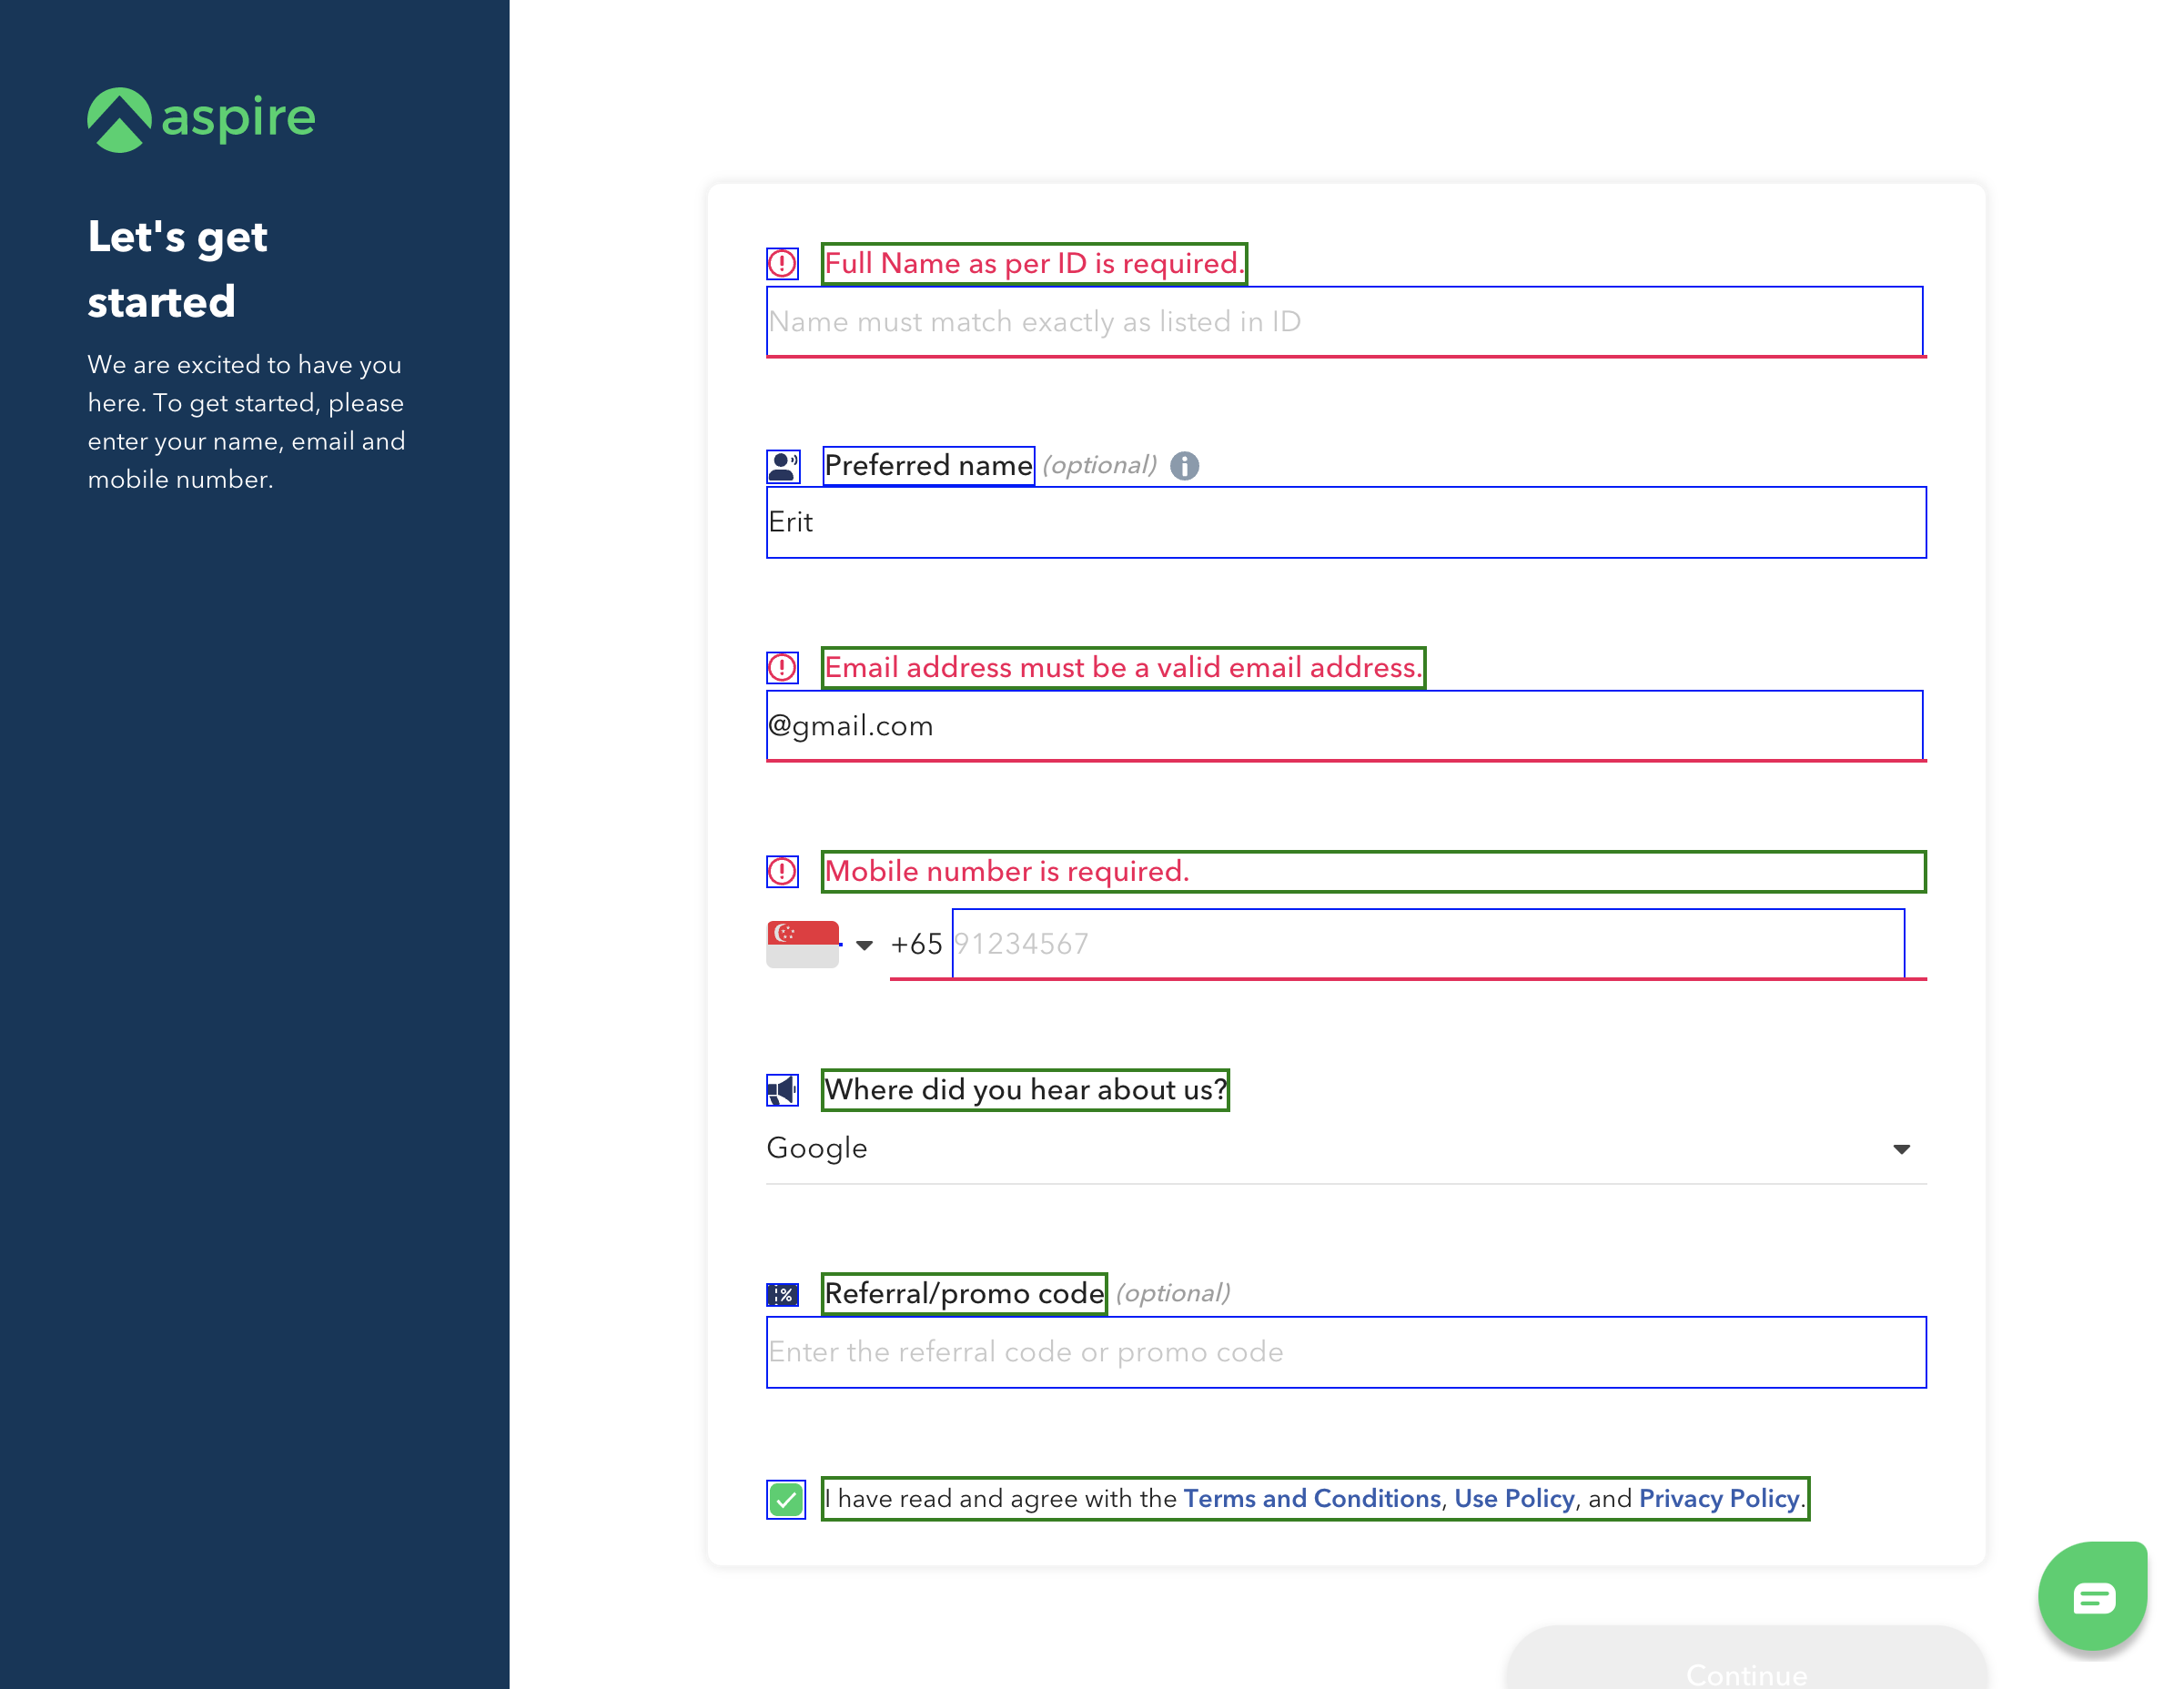 aspire
Let's get
started
We are excited to have you
here. To get started, please
enter your name, email and
mobile number.
Full Name as per ID is required.
Name must match exactly as listed in ID
Preferred name (optional)
Erit
Email address must be a valid email address.
@gmail.com
Mobile number is required.
+65 91234567
Where did you hear about us?
Google
Referral/promo code (optional)
Enter the referral code or promo code
I have read and agree with the Terms and Conditions, Use Policy, and Privacy Policy.
Continue